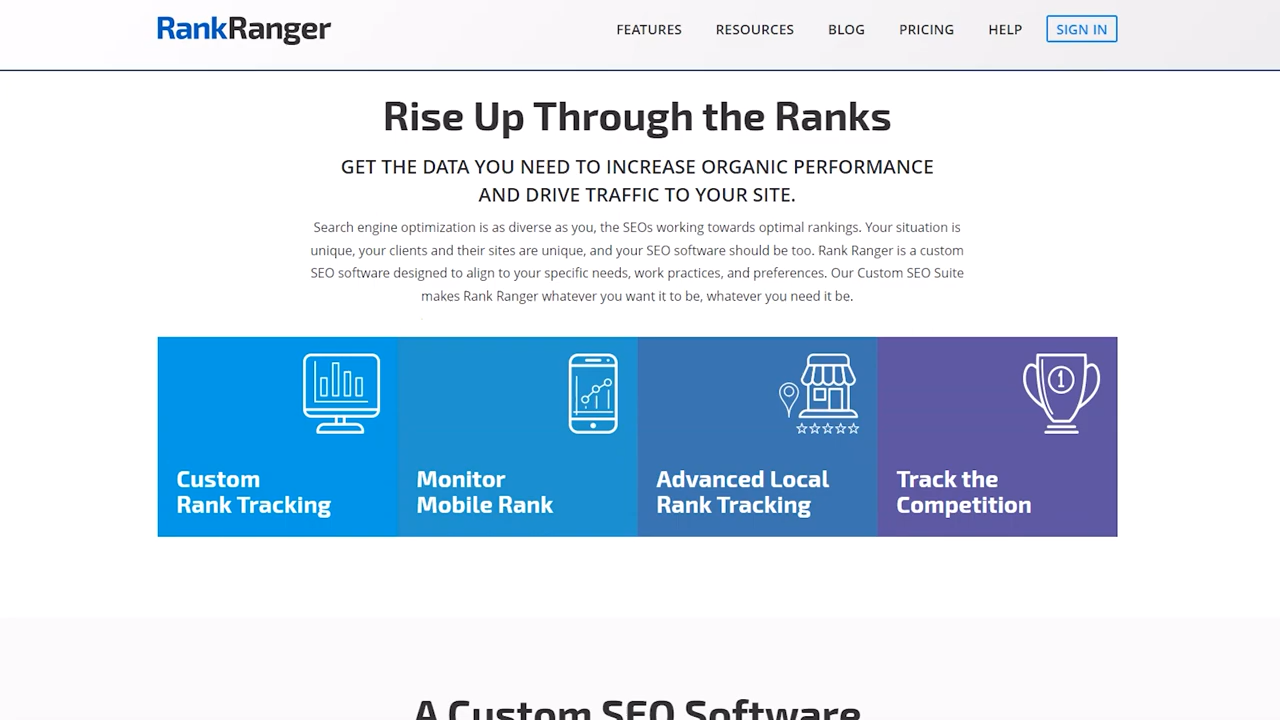 RankRanger
FEATURES RESOURCES BLOG PRICING HELP SIGN IN
Rise Up Through the Ranks
GET THE DATA YOU NEED TO INCREASE ORGANIC PERFORMANCE
AND DRIVE TRAFFIC TO YOUR SITE.
Search engine optimization is as diverse as you, the SEOs working towards optimal rankings. Your situation is
unique, your clients and their sites are unique, and your SEO software should be too. Rank Ranger is a custom
SEO software designed to align to your specific needs, work practices, and preferences. Our Custom SEO Suite
makes Rank Ranger whatever you want it to be, whatever you need it be.
1
Custom
Rank Tracking
Monitor
Mobile Rank
Advanced Local
Rank Tracking
Track the
Competition
A Custom SEO Software